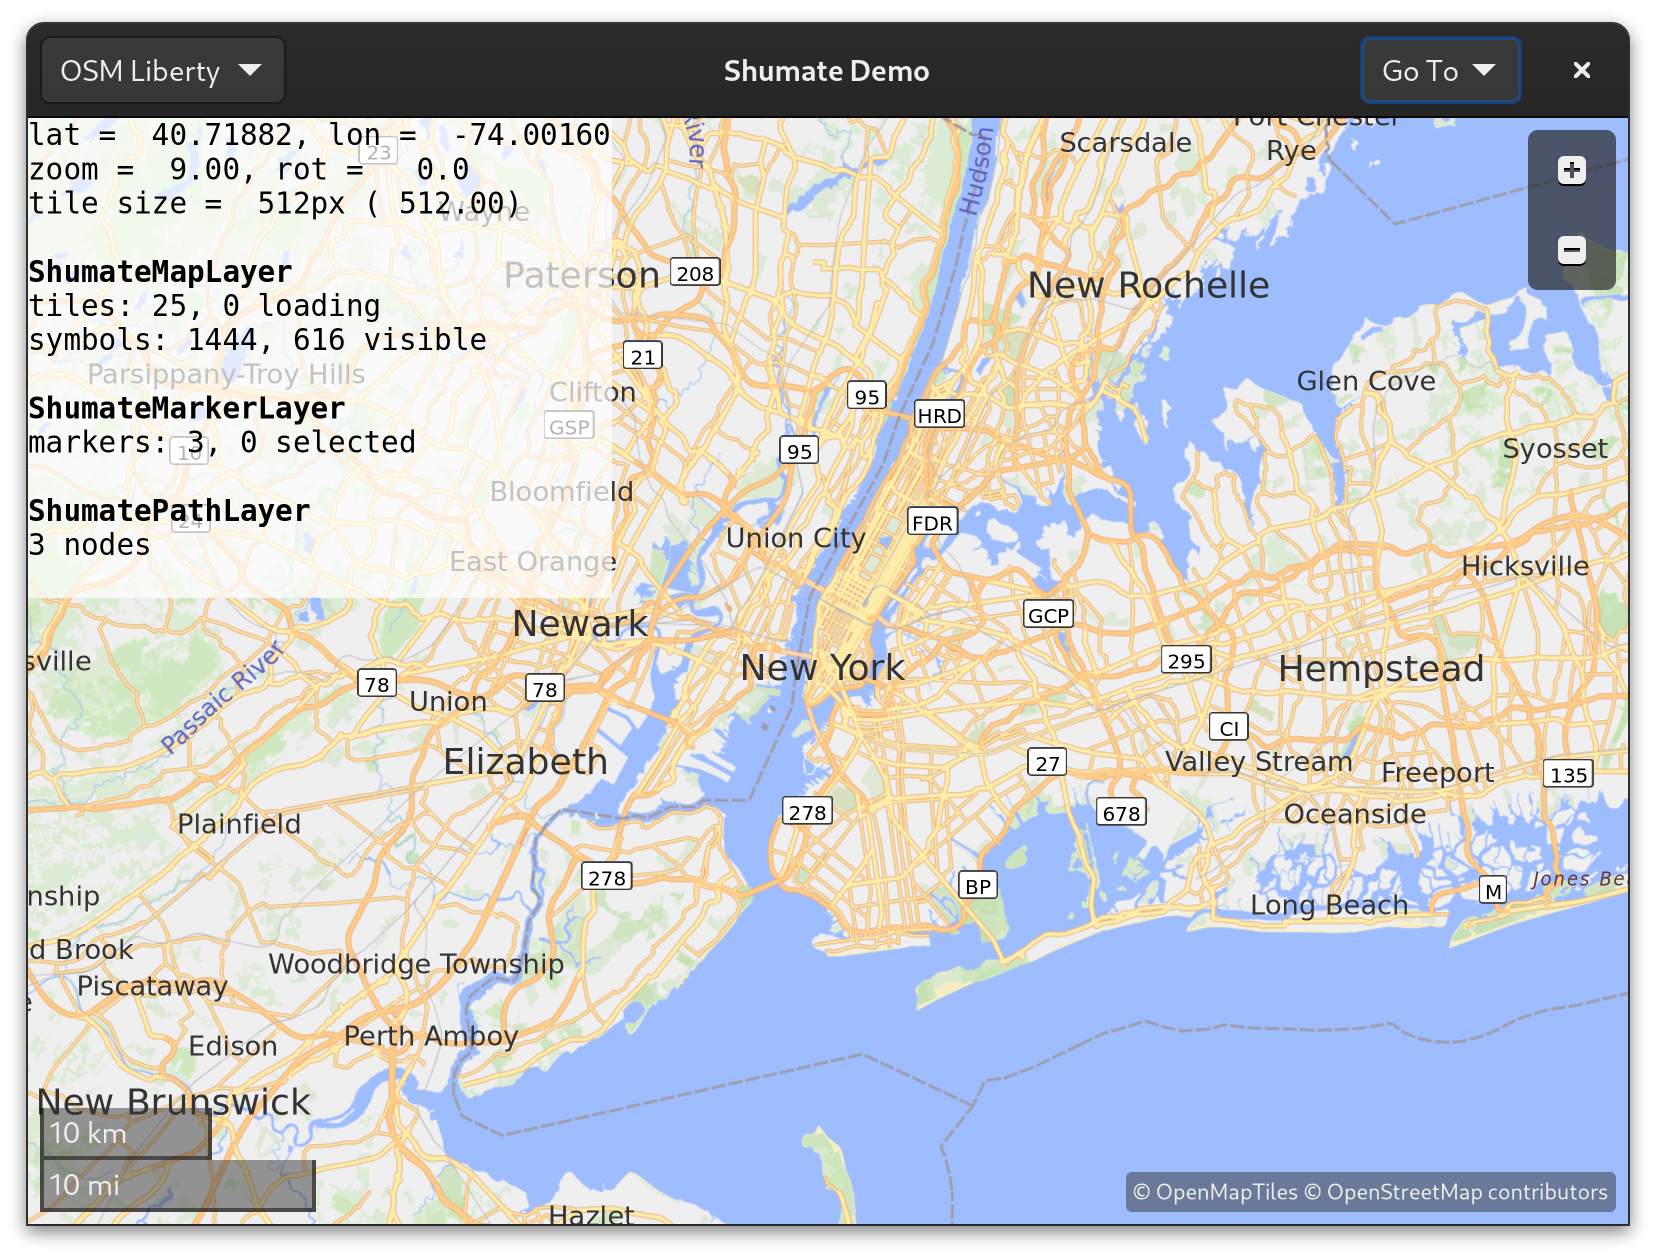 OSM Liberty
Shumate Demo
Go To
lat =  40.71882, lon =  -74.00160
zoom =  9.00, rot =   0.0
tile size =  512px ( 512.00)
ShumateMapLayer
tiles: 25, 0 loading
symbols: 1444, 616 visible
ShumateMarkerLayer
markers: 3, 0 selected
ShumatePathLayer
3 nodes
23
River
Hudson
Scarsdale
Port Chester
Rye
+
−
Wayne
Paterson
208
New Rochelle
21
Parsippany-Troy Hills
Clifton
95
HRD
Glen Cove
GSP
10
95
Syosset
Bloomfield
24
FDR
Union City
East Orange
Hicksville
Newark
GCP
sville
Passaic River
New York
295
Hempstead
78
Union
78
CI
Elizabeth
27
Valley Stream
Freeport
135
278
678
Oceanside
Plainfield
278
BP
M
Jones Be
nship
Long Beach
d Brook
Woodbridge Township
Piscataway
e
Perth Amboy
Edison
New Brunswick
10 km
10 mi
Hazlet
© OpenMapTiles © OpenStreetMap contributors